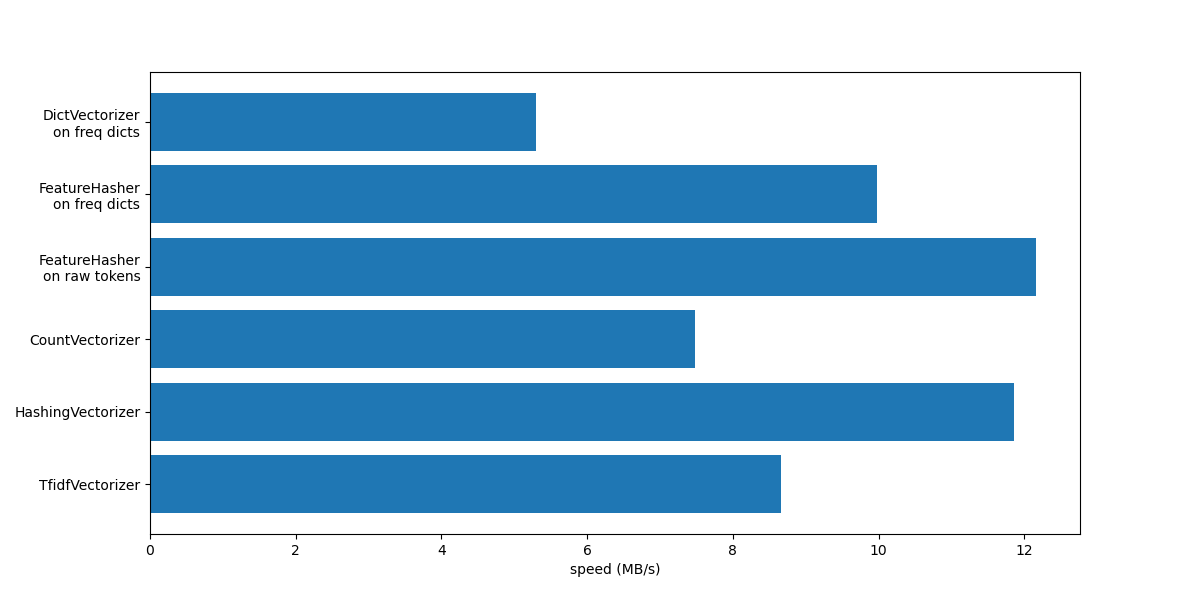 DictVectorizer
on freq dicts
FeatureHasher
on freq dicts
FeatureHasher
on raw tokens
CountVectorizer
HashingVectorizer
TfidfVectorizer
0 2 4 6 8 10 12
speed (MB/s)